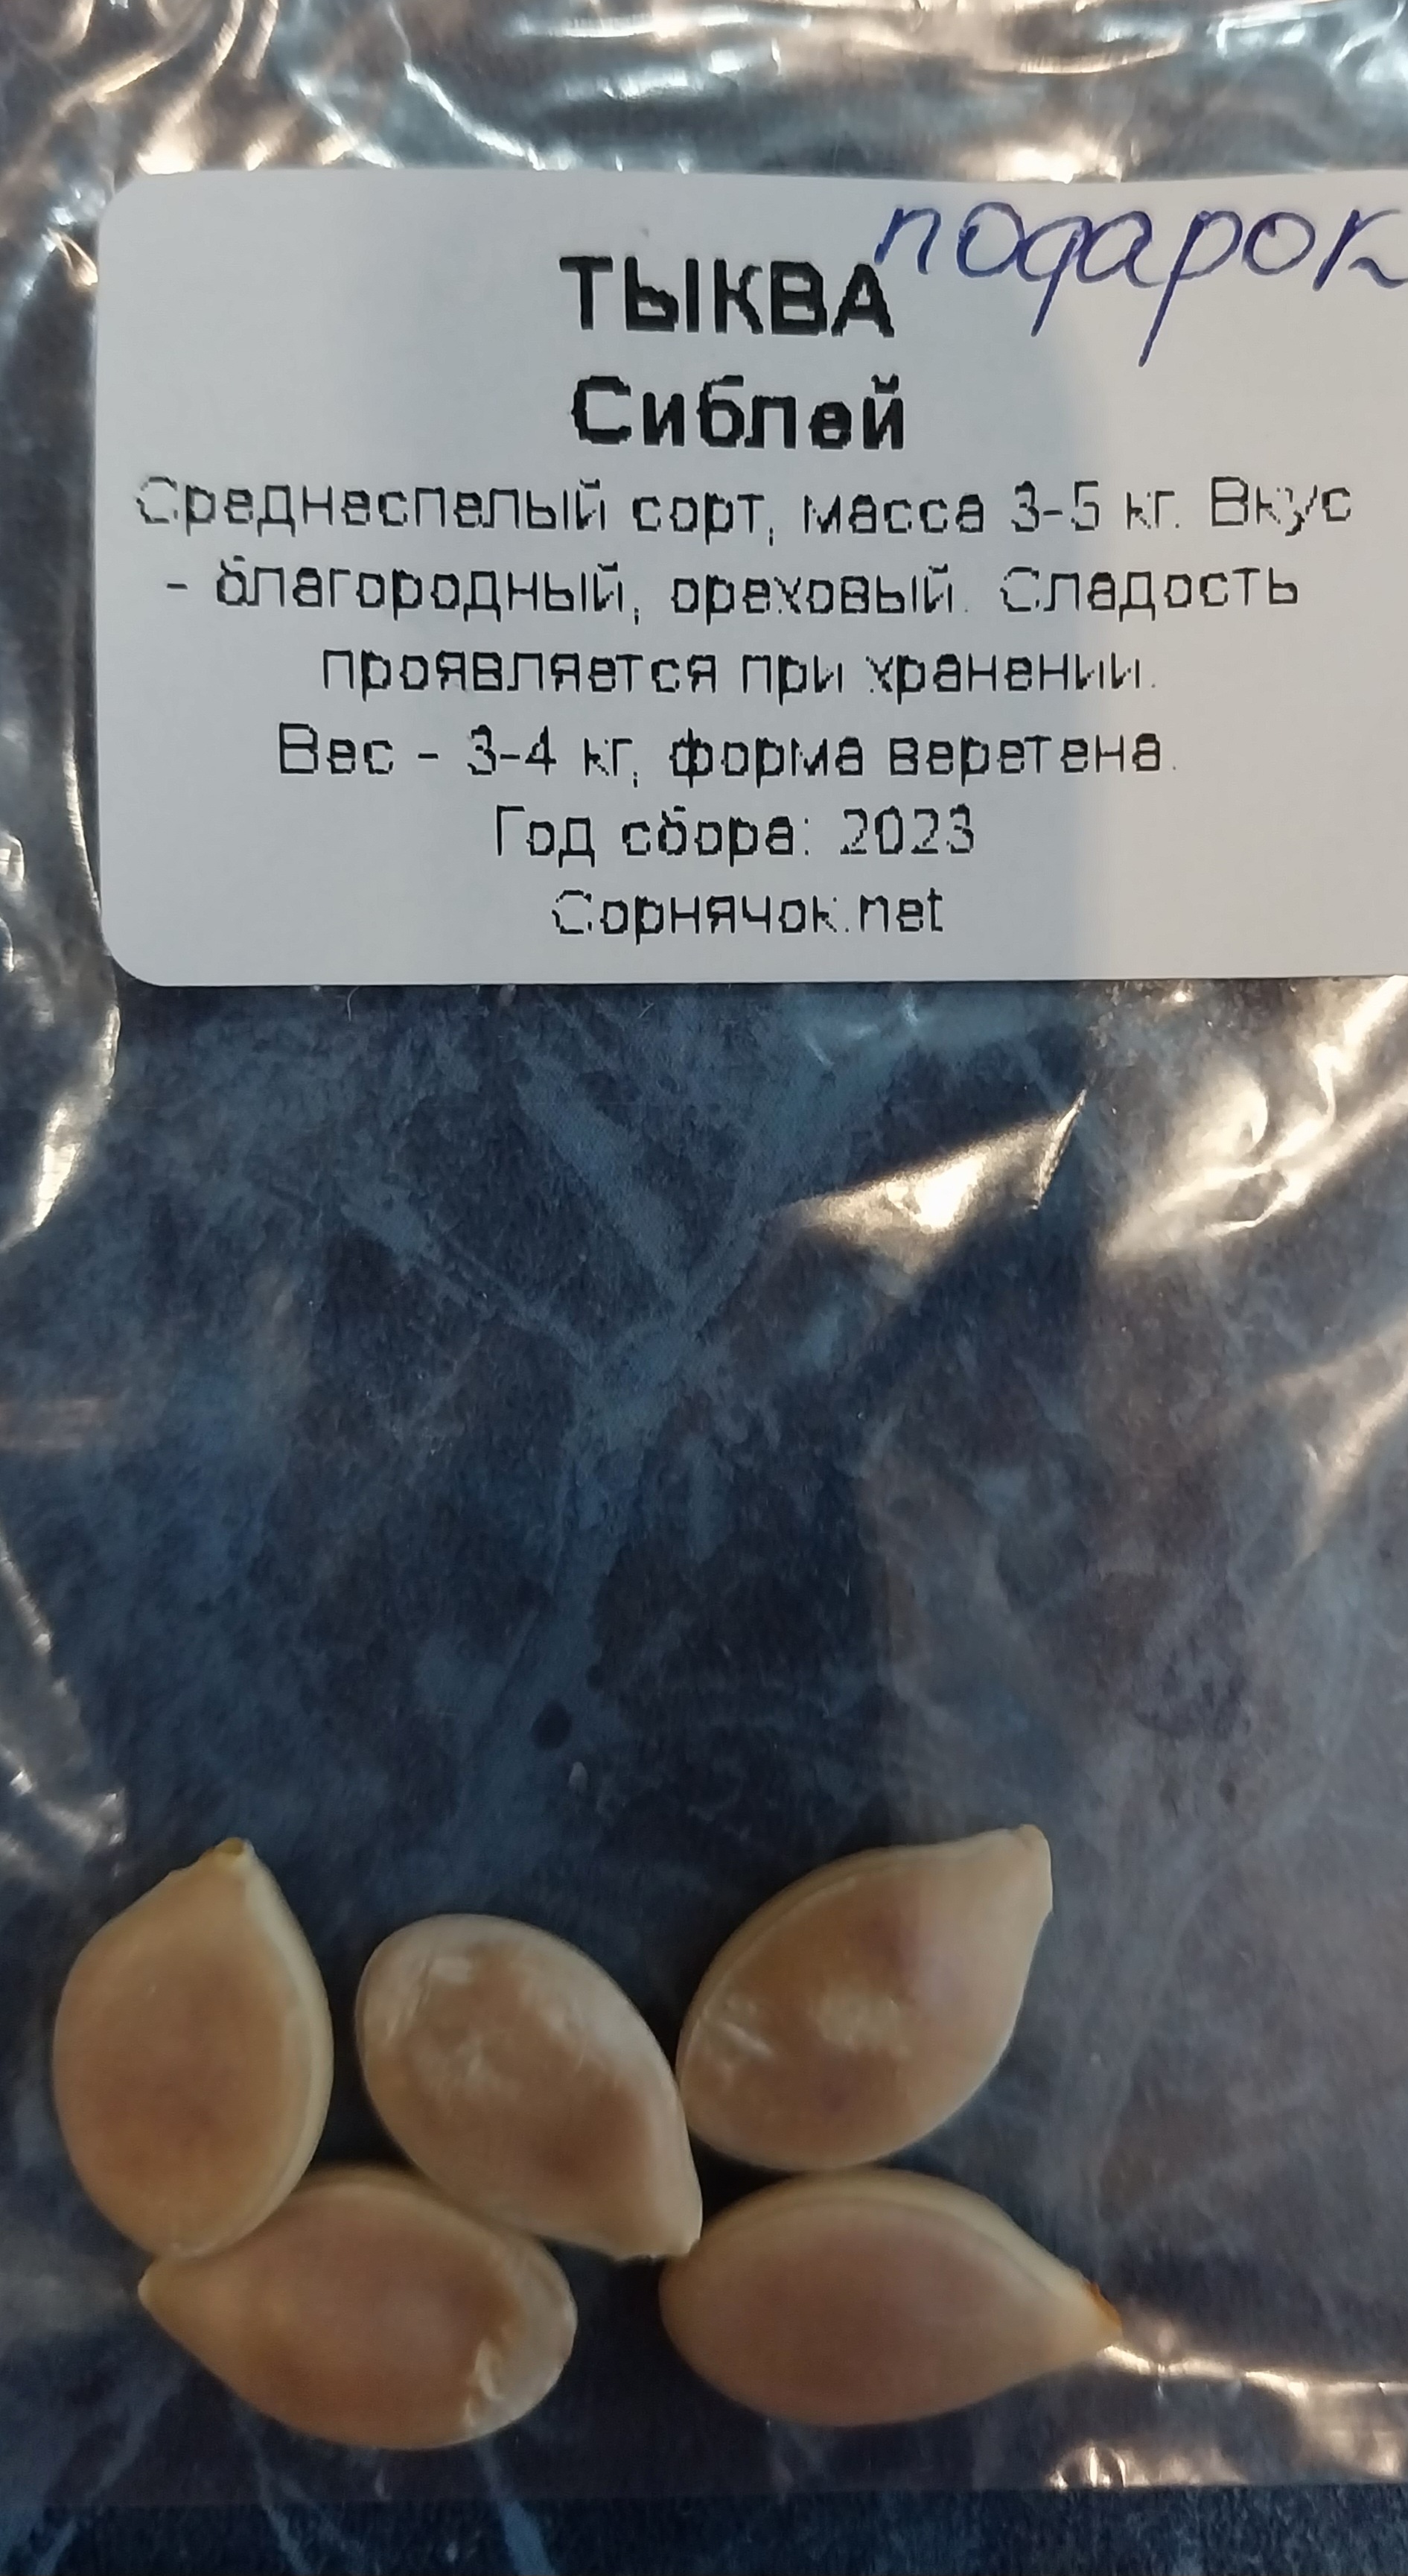 подарок
ТЫКВА
Сиблей
Среднеспелый сорт, масса 3-5 кг. Вкус
- благородный, ореховый. Сладость
проявляется при хранении.
Вес - 3-4 кг, форма веретена.
Год сбора: 2023
Сорнячок.net